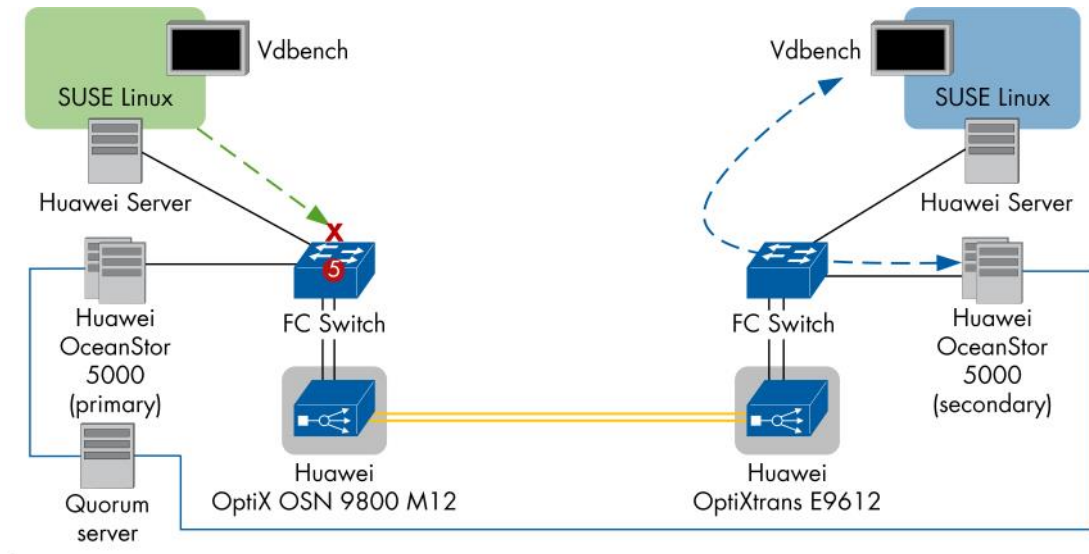 Vdbench
SUSE Linux
Huawei Server
X
5
FC Switch
Huawei
OceanStor
5000
(primary)
Quorum
server
Huawei
OptiX OSN 9800 M12
Vdbench
SUSE Linux
Huawei Server
FC Switch
Huawei
OceanStor
5000
(secondary)
Huawei
OptiXtrans E9612